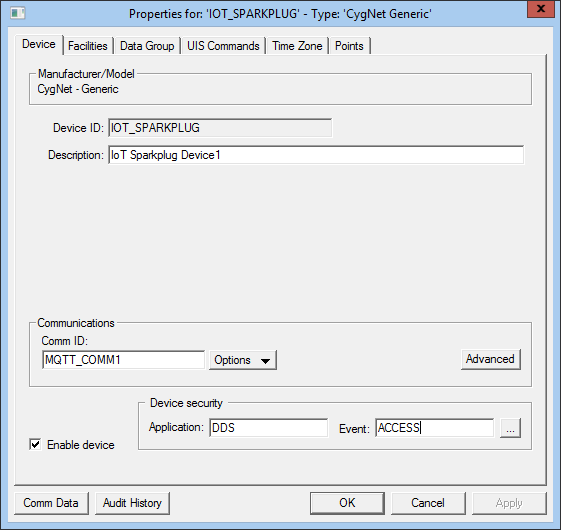 Properties for: 'IOT_SPARKPLUG' - Type: 'CygNet Generic'
x
Device Facilities Data Group UIS Commands Time Zone Points
Manufacturer/Model
CygNet - Generic
Device ID: IOT_SPARKPLUG
Description: IoT Sparkplug Device1
Communications
Comm ID:
MQTT_COMM1 Options Advanced
Device security
Application: DDS Event: ACCESS ...
Enable device
Comm Data Audit History OK Cancel Apply